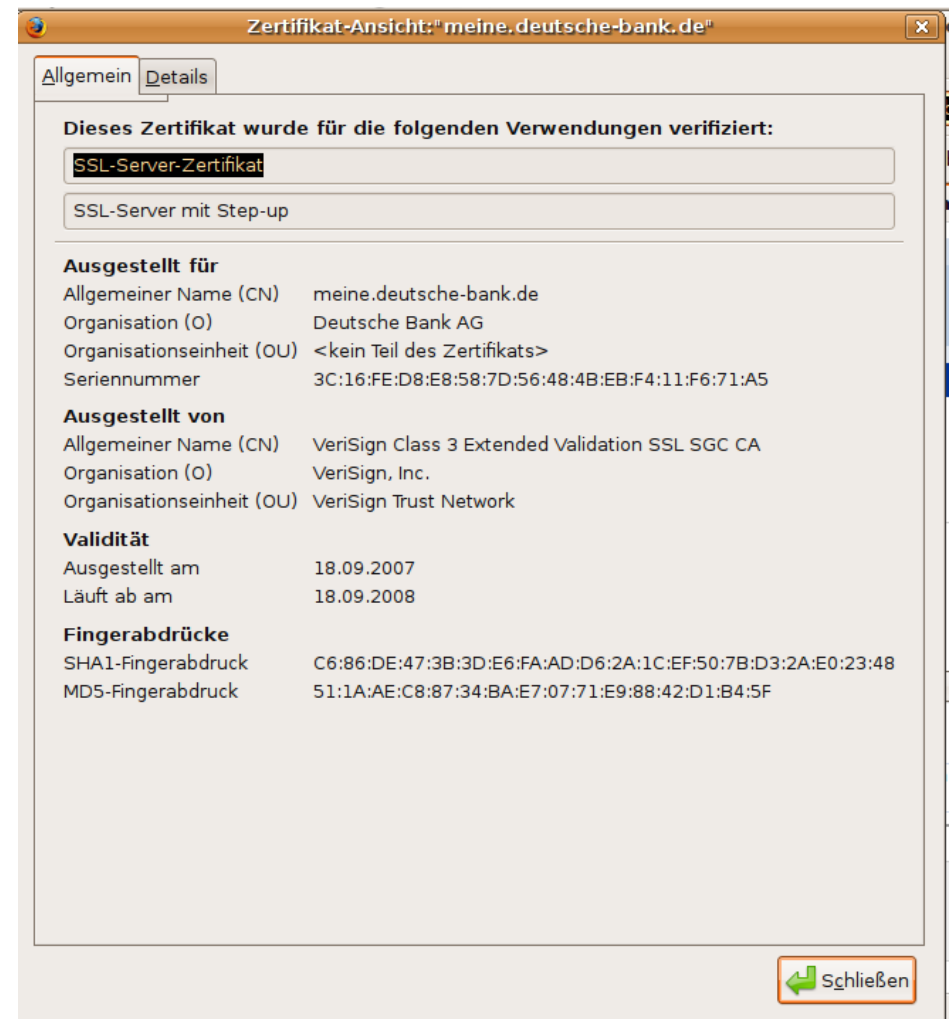 Zertifikat-Ansicht:"meine.deutsche-bank.de"
Allgemein Details
Dieses Zertifikat wurde für die folgenden Verwendungen verifiziert:
SSL-Server-Zertifikat
SSL-Server mit Step-up
Ausgestellt für
Allgemeiner Name (CN) meine.deutsche-bank.de
Organisation (O) Deutsche Bank AG
Organisationseinheit (OU) <kein Teil des Zertifikats>
Seriennummer 3C:16:FE:D8:E8:58:7D:56:48:4B:EB:F4:11:F6:71:A5
Ausgestellt von
Allgemeiner Name (CN) VeriSign Class 3 Extended Validation SSL SGC CA
Organisation (O) VeriSign, Inc.
Organisationseinheit (OU) VeriSign Trust Network
Validität
Ausgestellt am 18.09.2007
Läuft ab am 18.09.2008
Fingerabdrücke
SHA1-Fingerabdruck C6:86:DE:47:3B:3D:E6:FA:AD:D6:2A:1C:EF:50:7B:D3:2A:E0:23:48
MD5-Fingerabdruck 51:1A:AE:C8:87:34:BA:E7:07:71:E9:88:42:D1:B4:5F
Schließen